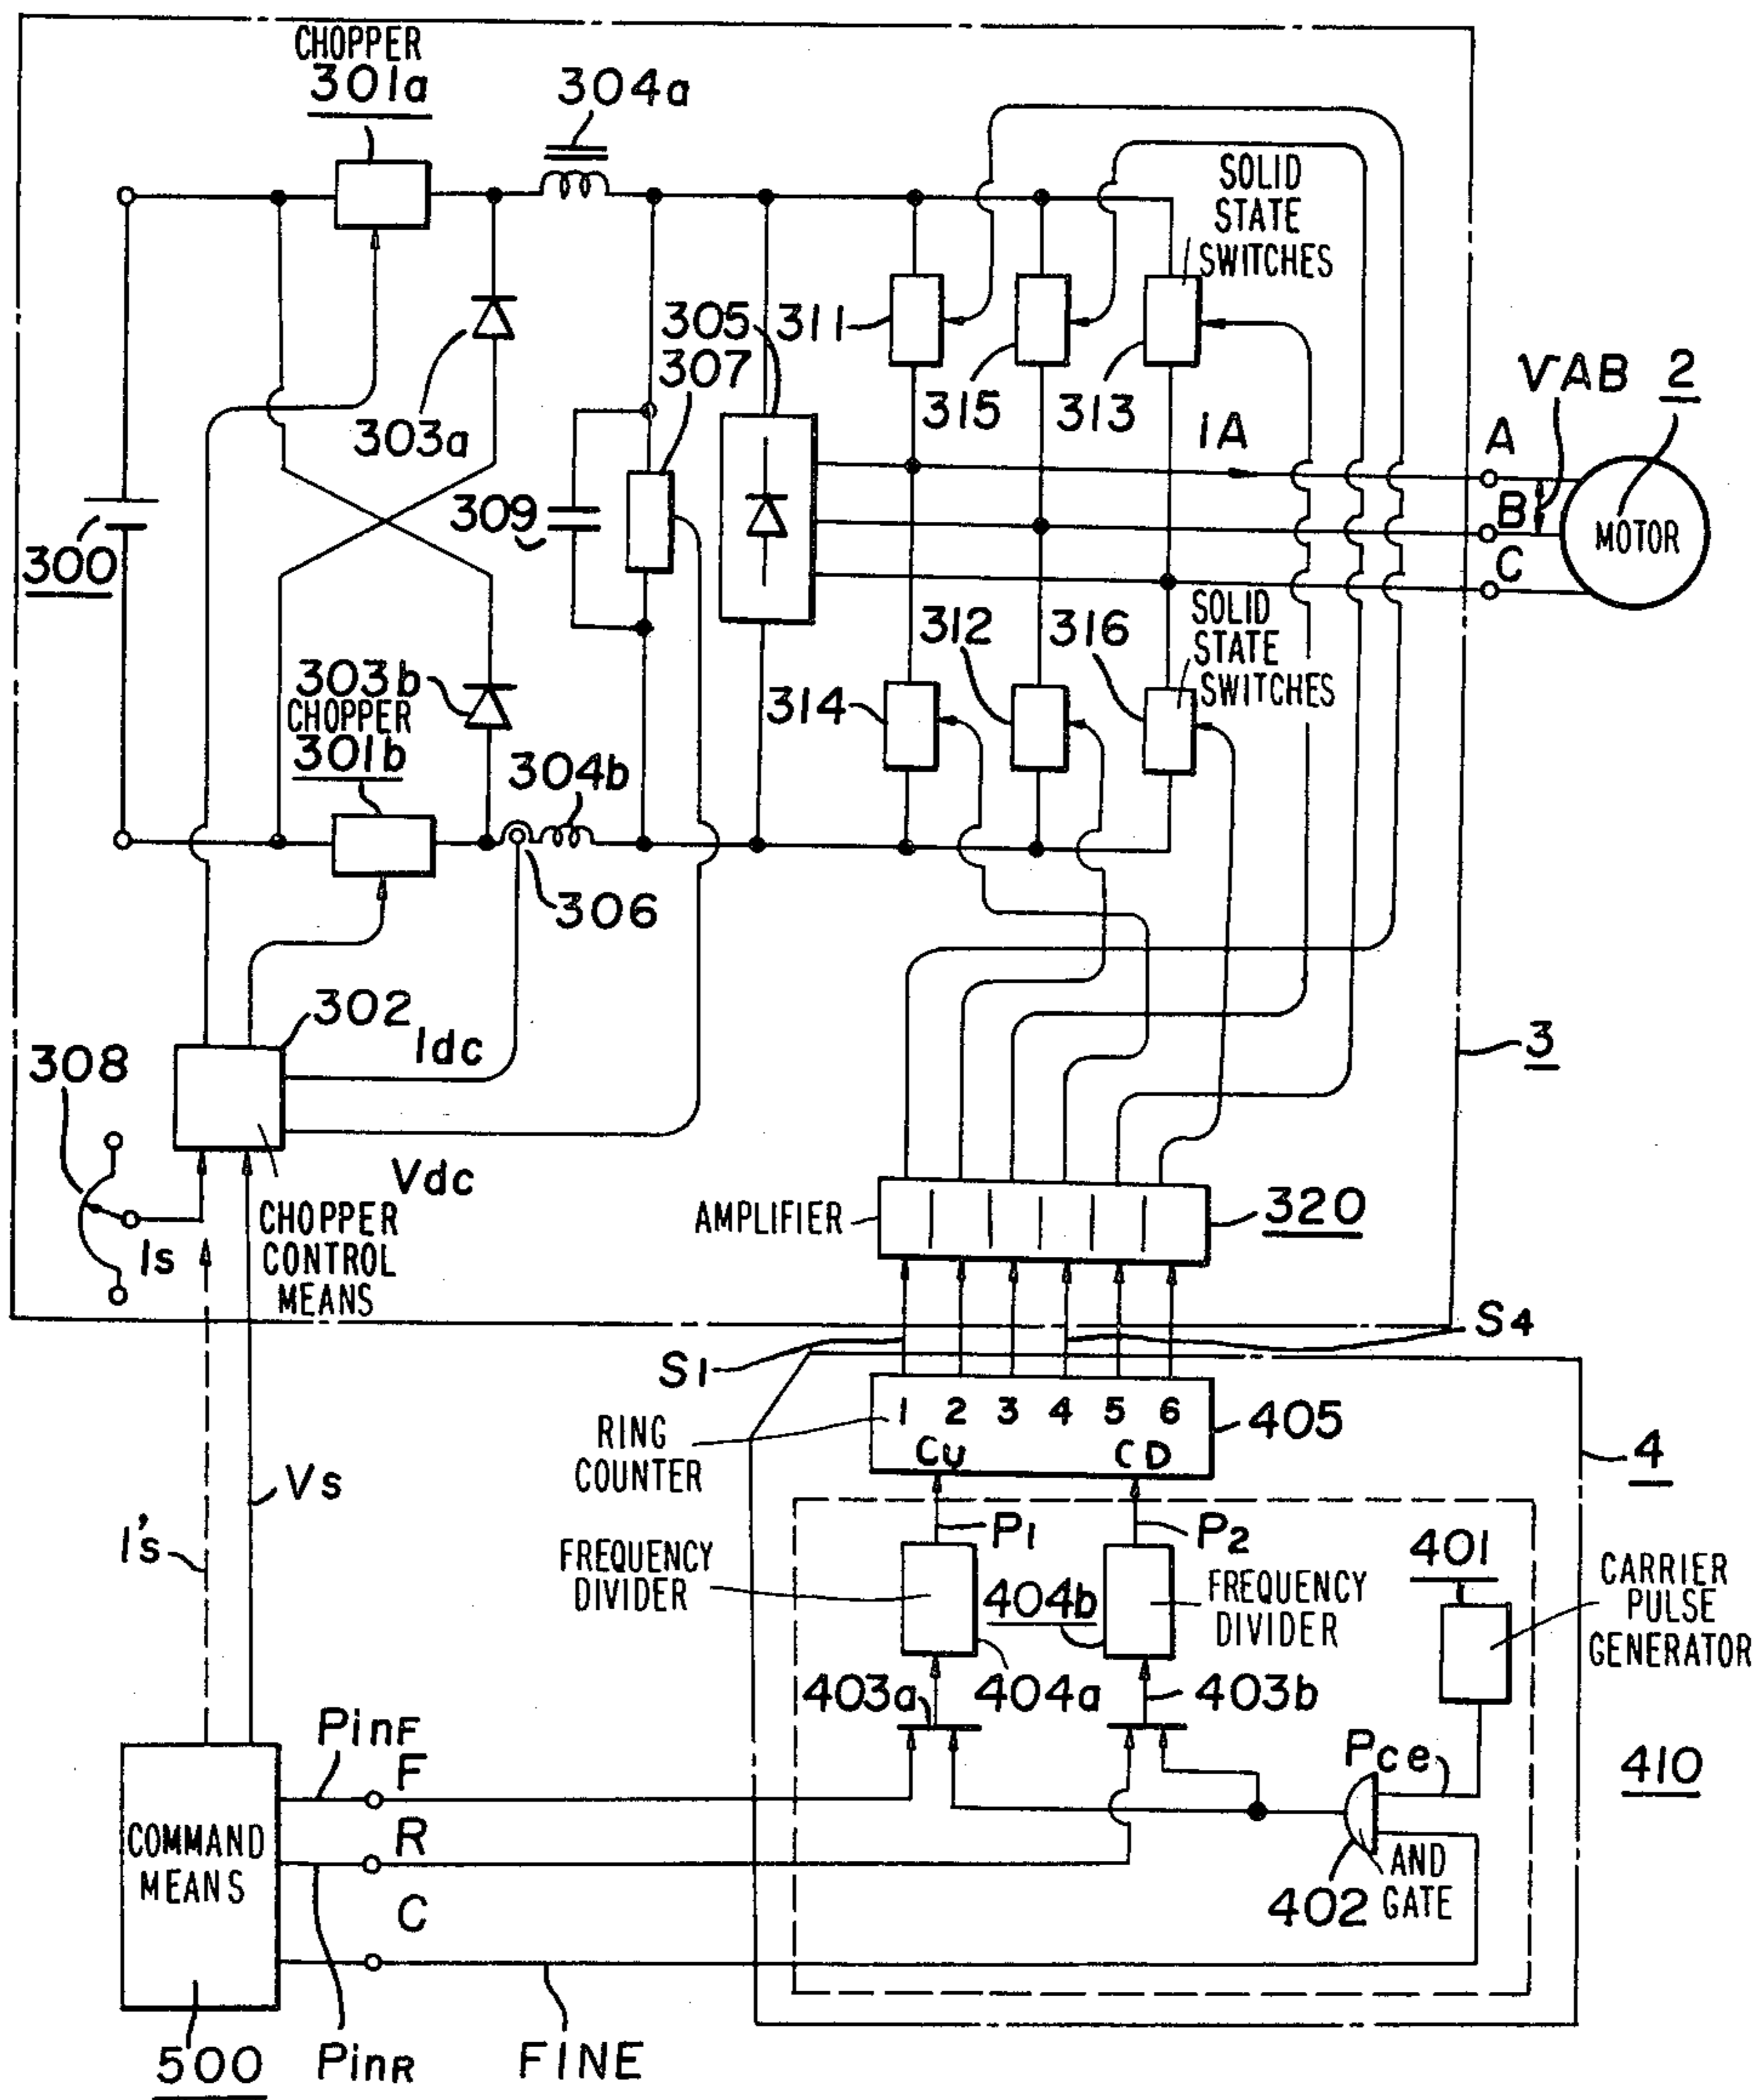 CHOPPER
301a
304a
SOLID
STATE
SWITCHES
303a
305
307
311
315
313
VAB
2
IA
A
B
C
MOTOR
300
309
303b
CHOPPER
301b
304b
306
314
312
316
SOLID
STATE
SWITCHES
302
Idc
Vdc
308
Is
CHOPPER
CONTROL
MEANS
3
AMPLIFIER
320
S1
S4
RING
COUNTER
1 2 3 4 5 6
CU CD
405
4
Vs
I's
P1
P2
FREQUENCY
DIVIDER
404b
FREQUENCY
DIVIDER
401
CARRIER
PULSE
GENERATOR
403a
404a
403b
PinF
F
Pce
410
COMMAND
MEANS
R
C
402
AND
GATE
500
PinR
FINE